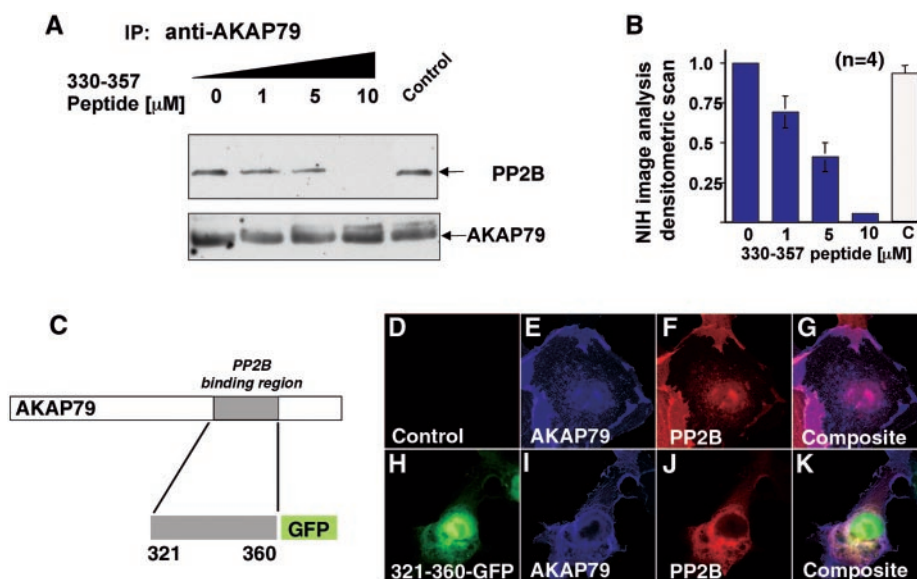 A
IP: anti-AKAP79
330-357
Peptide [µM]
0 1 5 10 Control
PP2B
AKAP79
B
(n=4)
NIH image analysis
densitometric scan
1.0
0.75
0.5
0.25
0 1 5 10 C
330-357 peptide [µM]
C
PP2B
binding region
AKAP79
GFP
321 360
D E F G
Control AKAP79 PP2B Composite
H I J K
321-360-GFP AKAP79 PP2B Composite